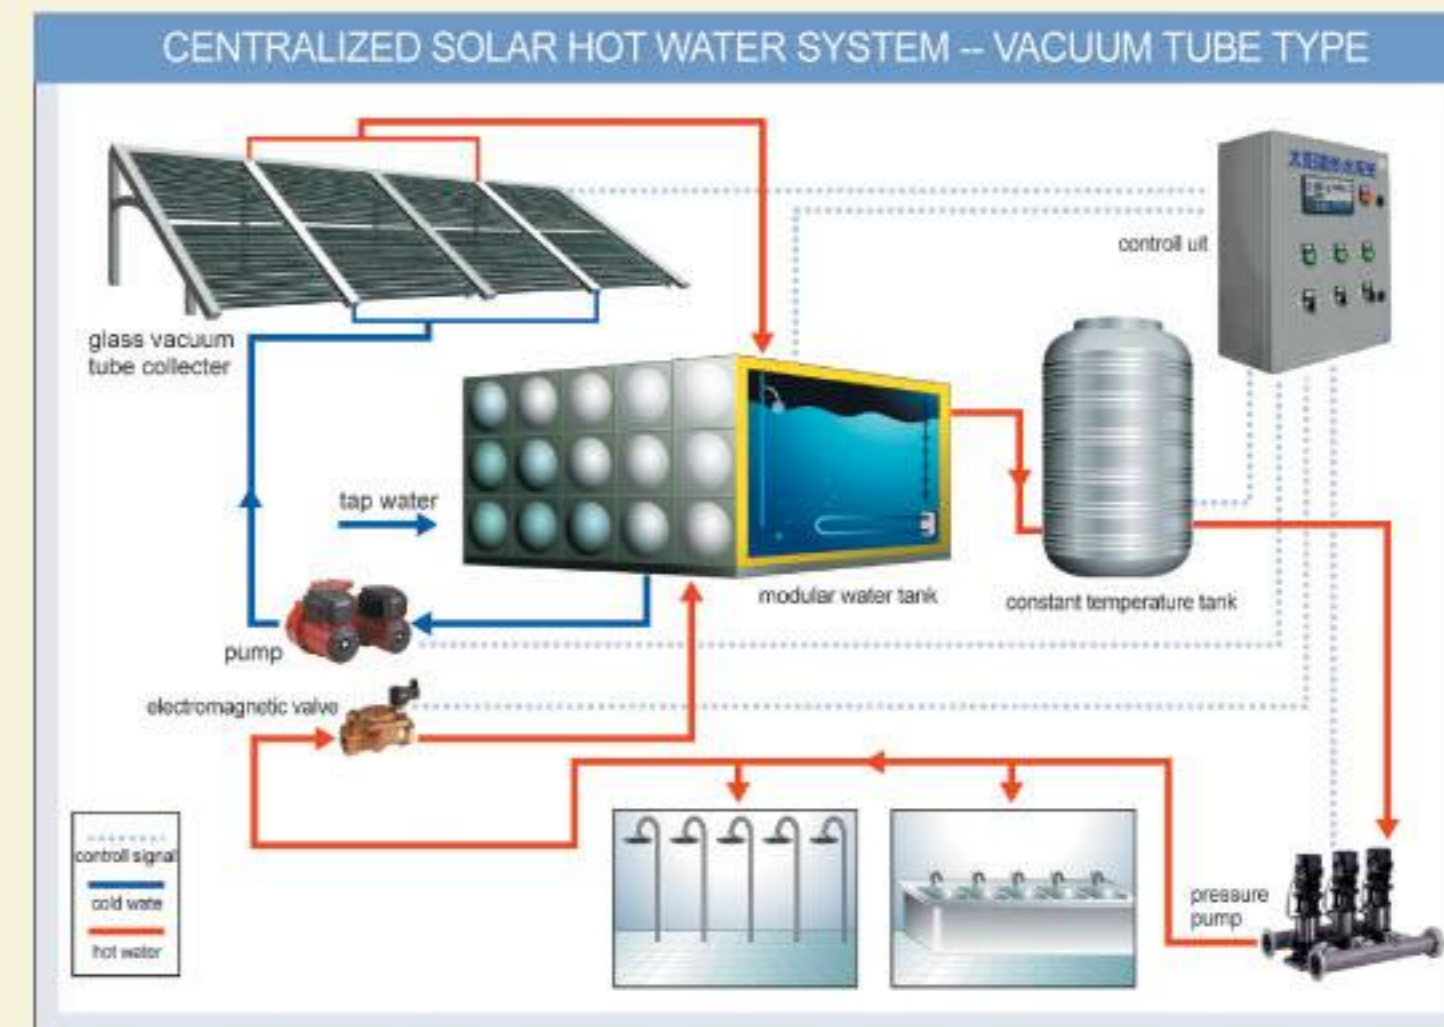 CENTRALIZED SOLAR HOT WATER SYSTEM -- VACUUM TUBE TYPE
controll uit
glass vacuum
tube collecter
tap water
modular water tank
constant temperature tank
pump
electromagnetic valve
controll signal
cold wate
hot water
pressure
pump